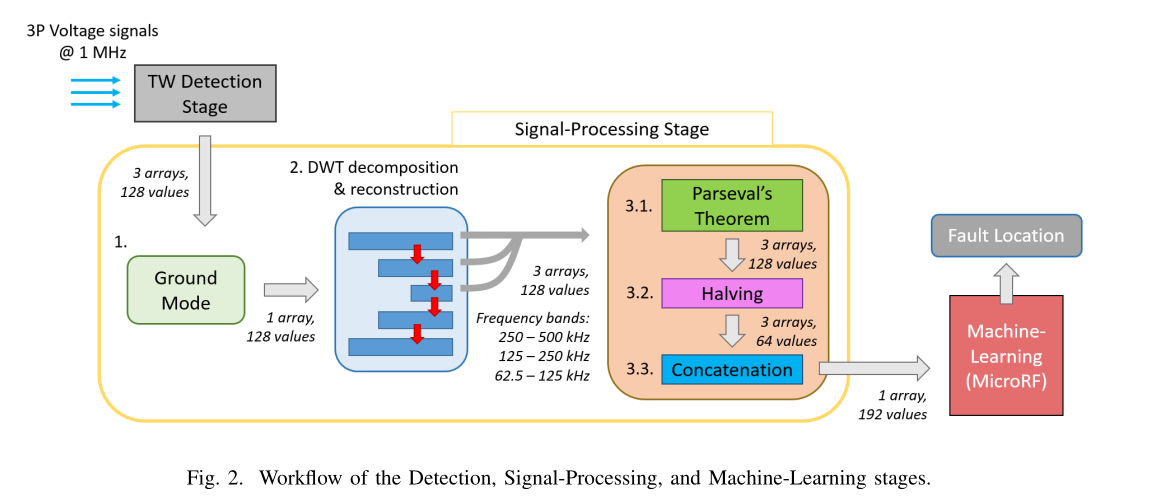 3P Voltage signals
@ 1 MHz
TW Detection
Stage
Signal-Processing Stage
3 arrays,
128 values
1.
Ground
Mode
1 array,
128 values
2. DWT decomposition
& reconstruction
3 arrays,
128 values
Frequency bands:
250 – 500 kHz
125 – 250 kHz
62.5 – 125 kHz
3.1.
Parseval's
Theorem
3 arrays,
128 values
3.2.
Halving
3 arrays,
64 values
3.3.
Concatenation
1 array,
192 values
Machine-
Learning
(MicroRF)
Fault Location
Fig. 2. Workflow of the Detection, Signal-Processing, and Machine-Learning stages.